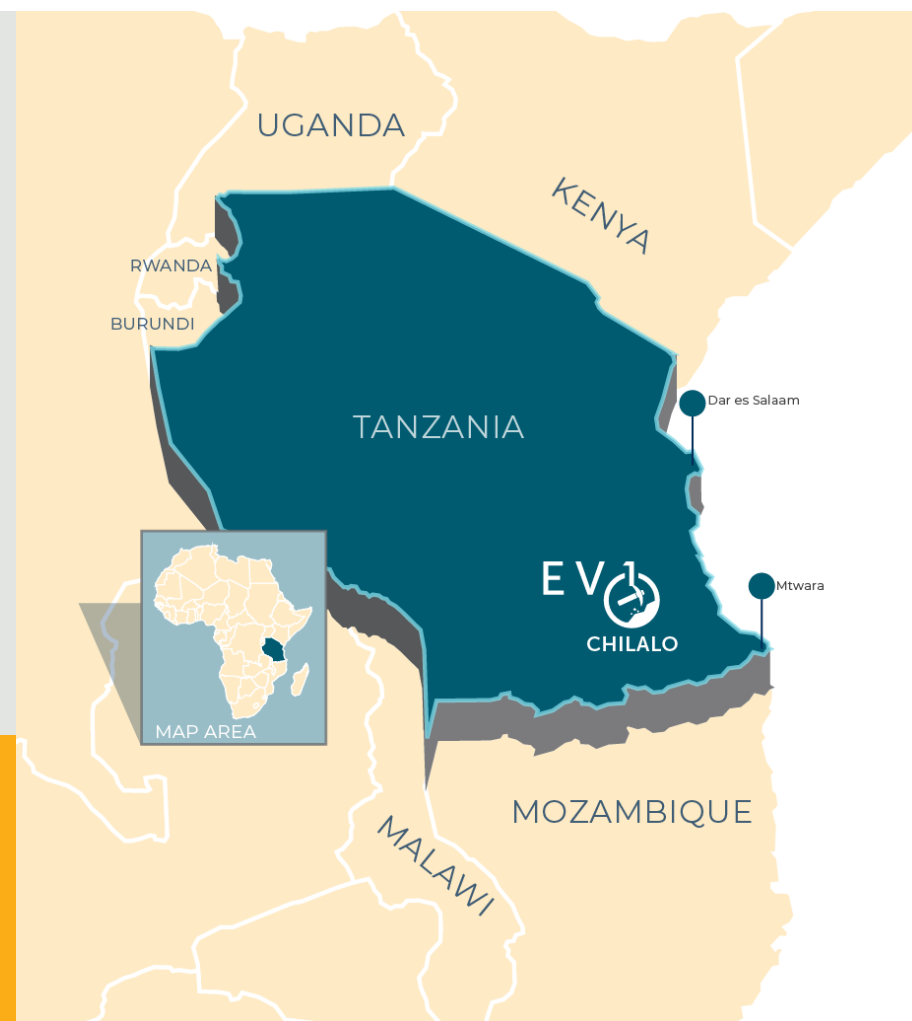 UGANDA
KENYA
RWANDA
BURUNDI
Dar es Salaam
TANZANIA
EV1
CHILALO
Mtwara
MAP AREA
MOZAMBIQUE
MALAWI